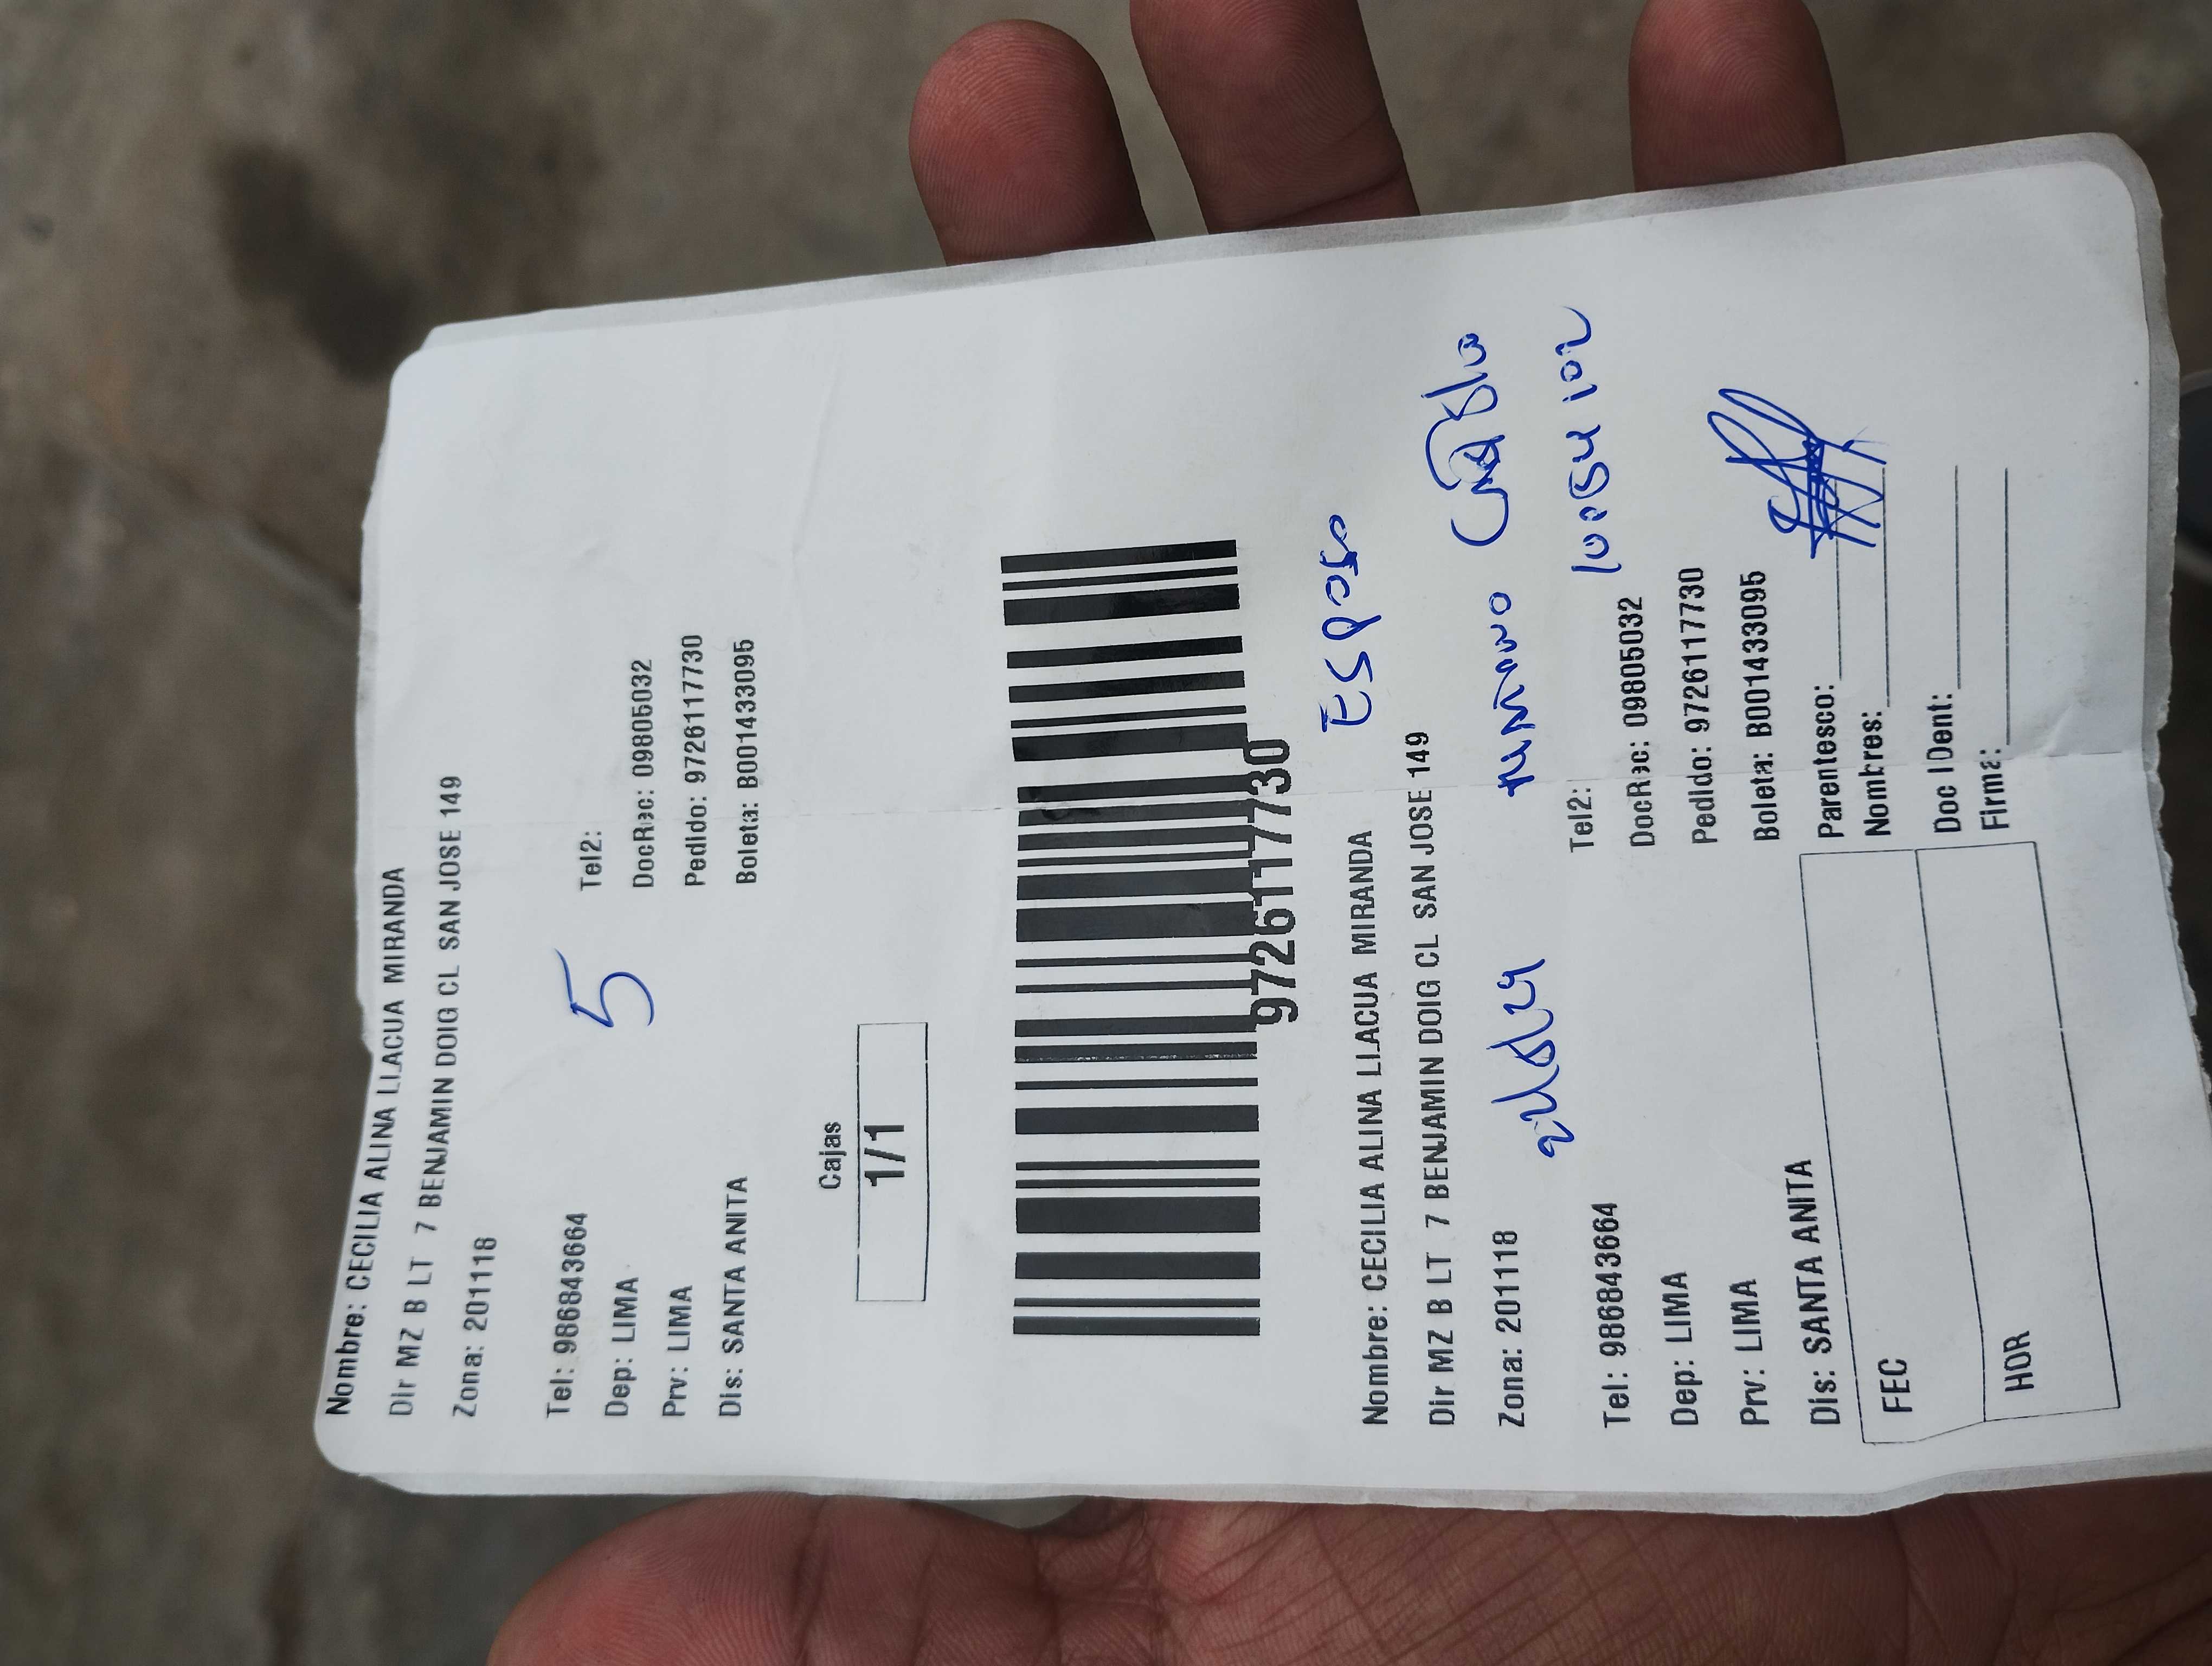 Nombre: CECILIA ALINA LLACUA MIRANDA
Dir MZ B LT 7 BENJAMIN DOIG CL SAN JOSE 149
Zona: 201118
5
Tel: 986843664 Tel2:
Dep: LIMA DocRec: 09805032
Prv: LIMA Pedido: 9726117730
Dis: SANTA ANITA Boleta: B001433095
Cajas
1/1
9726117730
Esposo
Nombre: CECILIA ALINA LLACUA MIRANDA
Dir MZ B LT 7 BENJAMIN DOIG CL SAN JOSE 149
Zona: 201118
Tel: 986843664 Tel2:
Dep: LIMA DocRec: 09805032
Prv: LIMA Pedido: 9726117730
Dis: SANTA ANITA Boleta: B001433095
FEC
HOR
Parentesco:
Nombres:
Doc IDent:
Firma: